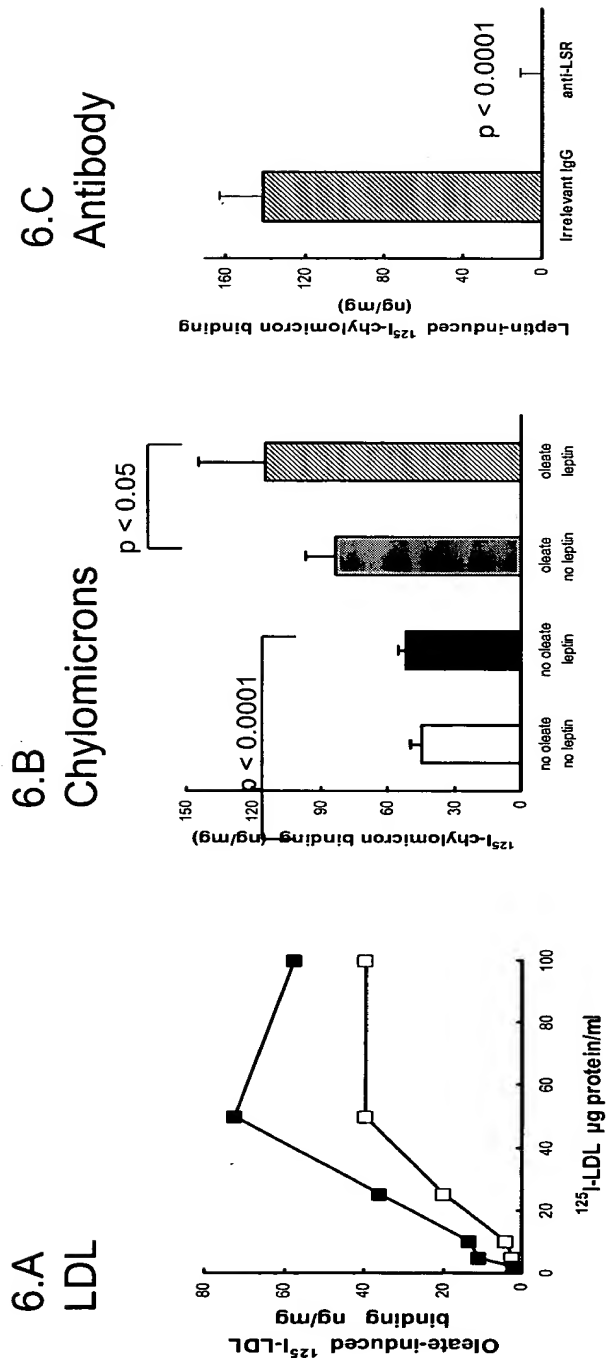 6.A
LDL
Oleate-induced ¹²⁵I-LDL
binding ng/mg
80
60
40
20
0
0
20
40
60
80
100
¹²⁵I-LDL µg protein/ml
6.B
Chylomicrons
¹²⁵I-chylomicron binding (ng/mg)
150
120
90
60
30
0
p < 0.0001
p < 0.05
no oleate
no leptin
no oleate
leptin
oleate
no leptin
oleate
leptin
6.C
Antibody
Leptin-induced ¹²⁵I-chylomicron binding
(ng/mg)
160
120
80
40
0
p < 0.0001
Irrelevant IgG
anti-LSR